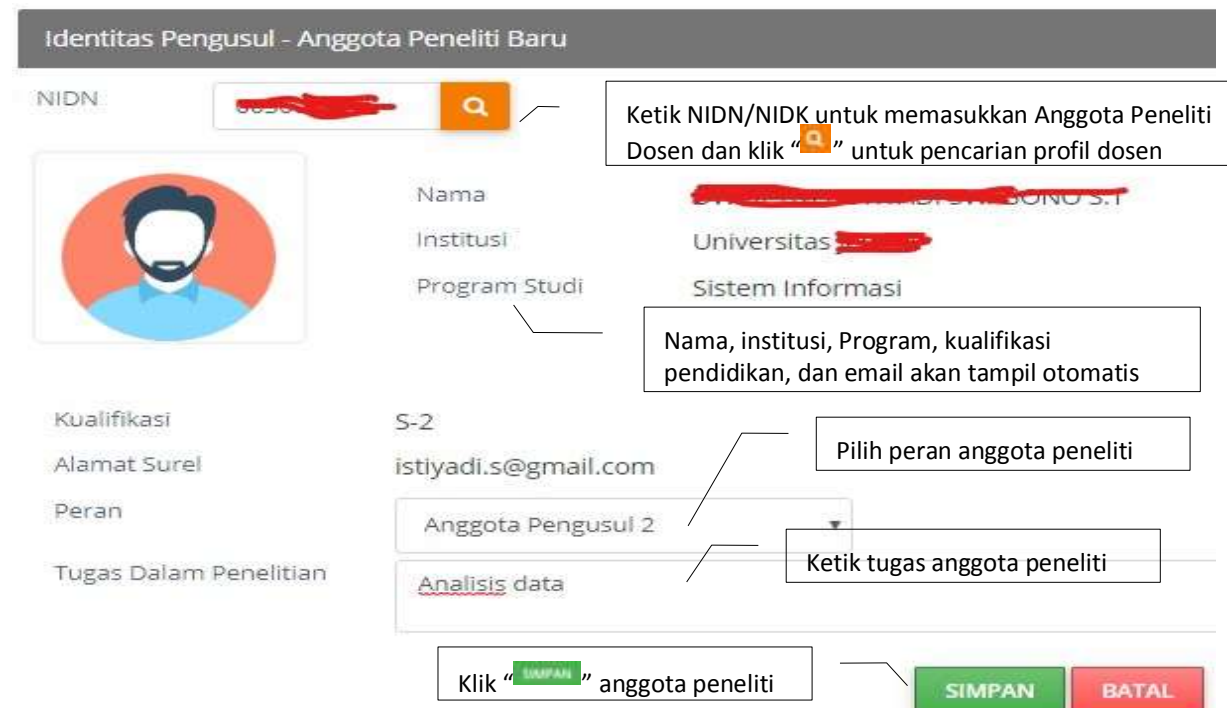 Identitas Pengusul - Anggota Peneliti Baru
NIDN
Ketik NIDN/NIDK untuk memasukkan Anggota Peneliti
Dosen dan klik “ ” untuk pencarian profil dosen
Nama S.T
Institusi Universitas
Program Studi Sistem Informasi
Nama, institusi, Program, kualifikasi
pendidikan, dan email akan tampil otomatis
Kualifikasi S-2
Pilih peran anggota peneliti
Alamat Surel istiyadi.s@gmail.com
Peran Anggota Pengusul 2
Ketik tugas anggota peneliti
Tugas Dalam Penelitian Analisis data
Klik “SIMPAN” anggota peneliti
SIMPAN BATAL